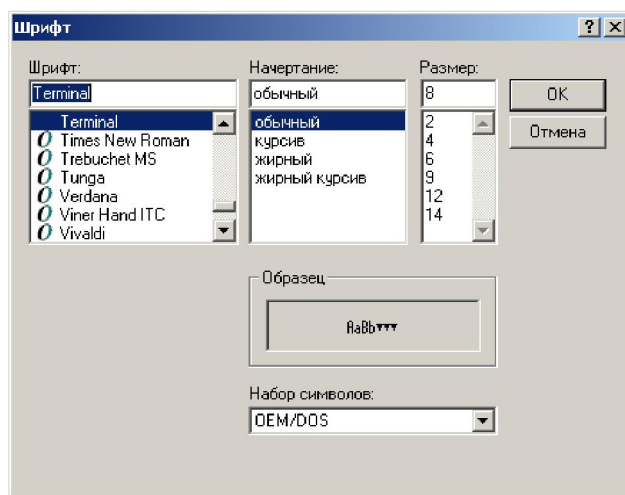 Шрифт
Шрифт:
Terminal
Terminal
Times New Roman
Trebuchet MS
Tunga
Verdana
Viner Hand ITC
Vivaldi
Начертание:
обычный
обычный
курсив
жирный
жирный курсив
Размер:
8
2
4
6
9
12
14
OK
Отмена
Образец
AaBb▾▾▾
Набор символов:
OEM/DOS